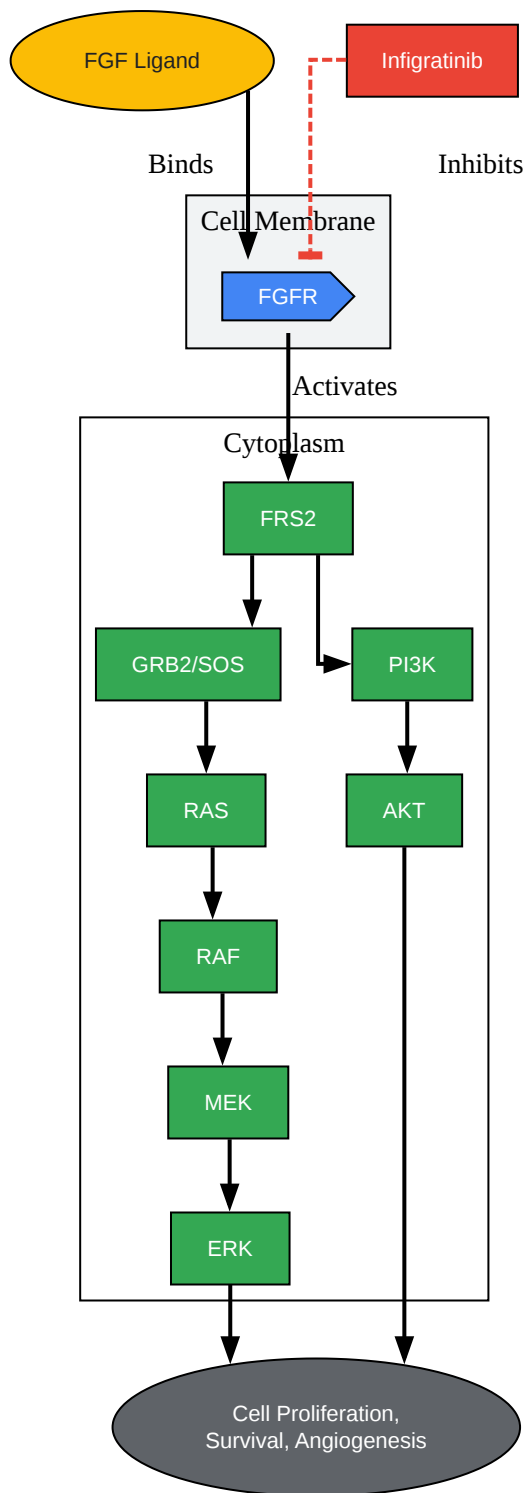 FGF Ligand
Infigratinib
Binds
Inhibits
Cell Membrane
FGFR
Activates
Cytoplasm
FRS2
GRB2/SOS
PI3K
RAS
AKT
RAF
MEK
ERK
Cell Proliferation,
Survival, Angiogenesis